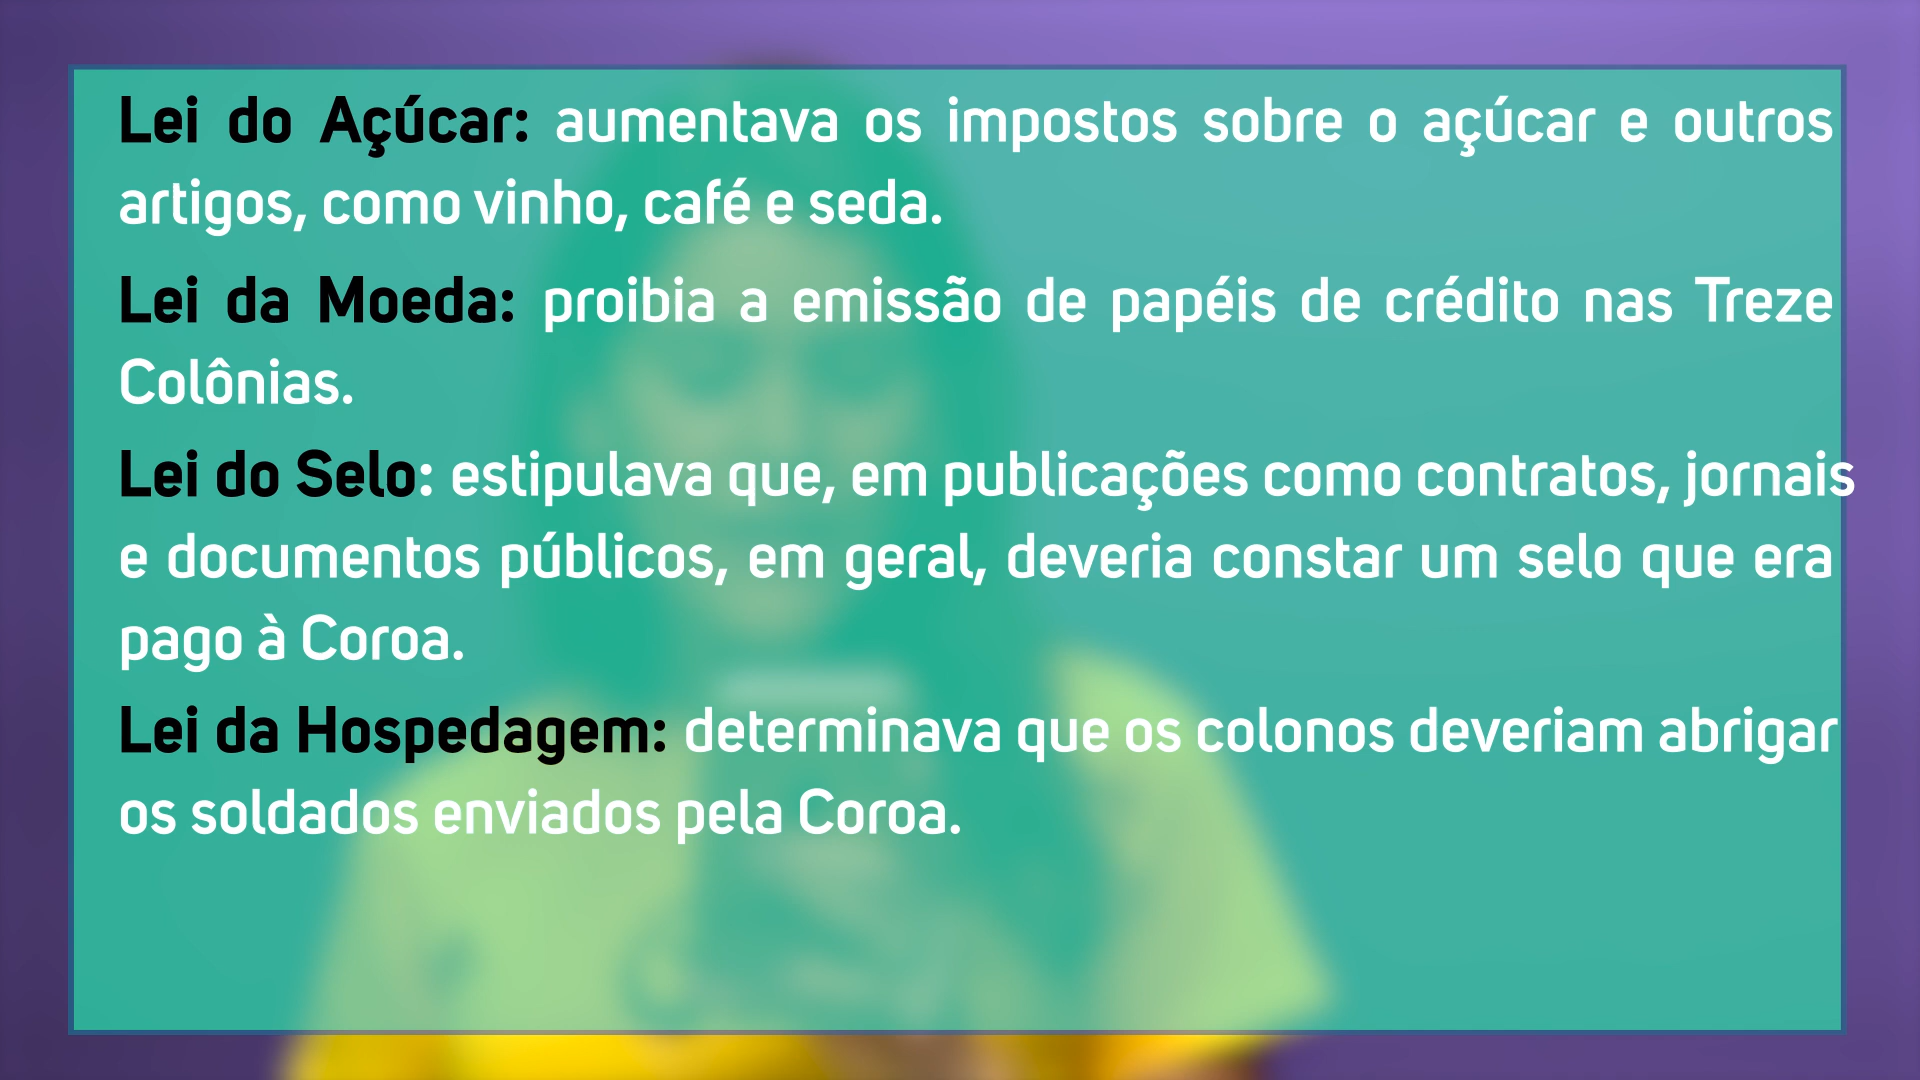 Lei do Açúcar: aumentava os impostos sobre o açúcar e outros
artigos, como vinho, café e seda.
Lei da Moeda: proibia a emissão de papéis de crédito nas Treze
Colônias.
Lei do Selo: estipulava que, em publicações como contratos, jornais
e documentos públicos, em geral, deveria constar um selo que era
pago à Coroa.
Lei da Hospedagem: determinava que os colonos deveriam abrigar
os soldados enviados pela Coroa.